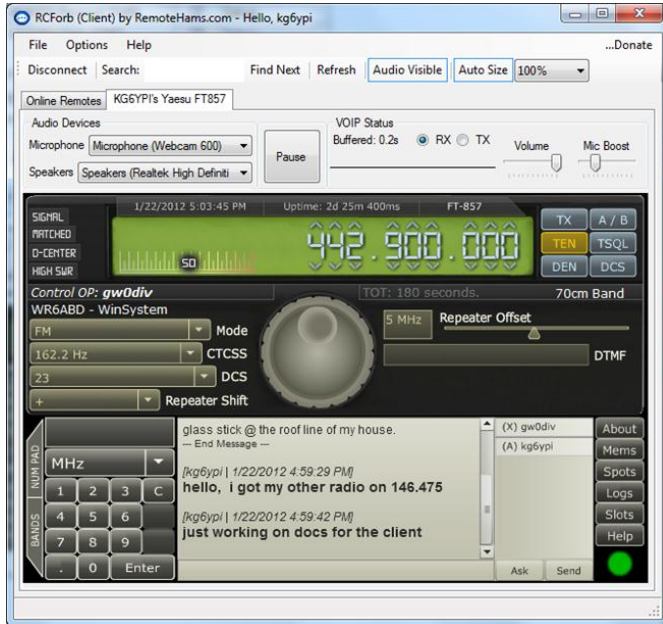 RCForb (Client) by RemoteHams.com - Hello, kg6ypi
File Options Help ...Donate
Disconnect Search: Find Next Refresh Audio Visible Auto Size 100%
Online Remotes KG6YPI's Yaesu FT857
Audio Devices VOIP Status
Microphone Microphone (Webcam 600) Pause Buffered: 0.2s RX TX Volume Mic Boost
Speakers Speakers (Realtek High Definiti
1/22/2012 5:03:45 PM Uptime: 2d 25m 400ms FT-857
SIGNAL TX A / B
MATCHED 442.900.000 TEN TSQL
D-CENTER S0
HIGH SWR DEN DCS
Control OP: gw0div TOT: 180 seconds. 70cm Band
WR6ABD - WinSystem
FM Mode 5 MHz Repeater Offset
162.2 Hz CTCSS DTMF
23 DCS
+ Repeater Shift
glass stick @ the roof line of my house.
--- End Message ---
[kg6ypi | 1/22/2012 4:59:29 PM]
hello, i got my other radio on 146.475
[kg6ypi | 1/22/2012 4:59:42 PM]
just working on docs for the client
(X) gw0div
(A) kg6ypi
Ask Send
About
Mems
Spots
Logs
Slots
Help
NUM PAD
BANDS
MHz
1 2 3 C
4 5 6
7 8 9
. 0 Enter